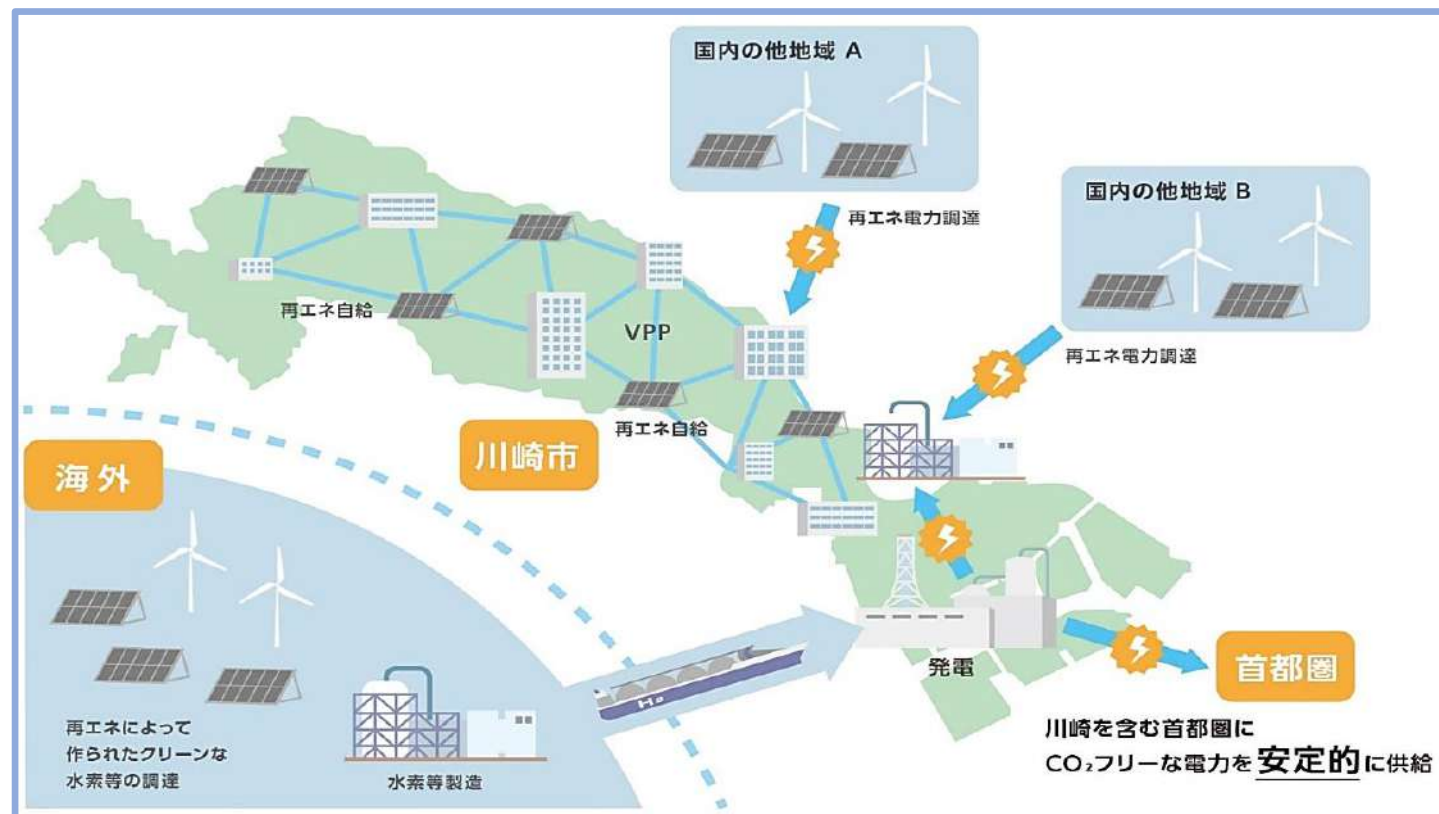 国内の他地域 A
再エネ電力調達
国内の他地域 B
再エネ電力調達
再エネ自給
VPP
再エネ自給
川崎市
海外
再エネによって
作られたクリーンな
水素等の調達
水素等製造
H₂
発電
首都圏
川崎を含む首都圏に
CO₂フリーな電力を安定的に供給